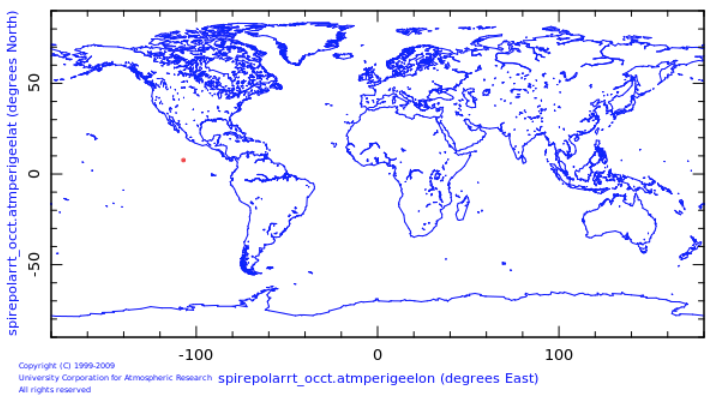 spirepolarrt_occt.atmperigeelat (degrees North)
50
0
-50
-100
0
100
spirepolarrt_occt.atmperigeelon (degrees East)
Copyright (C) 1999-2009
University Corporation for Atmospheric Research
All rights reserved